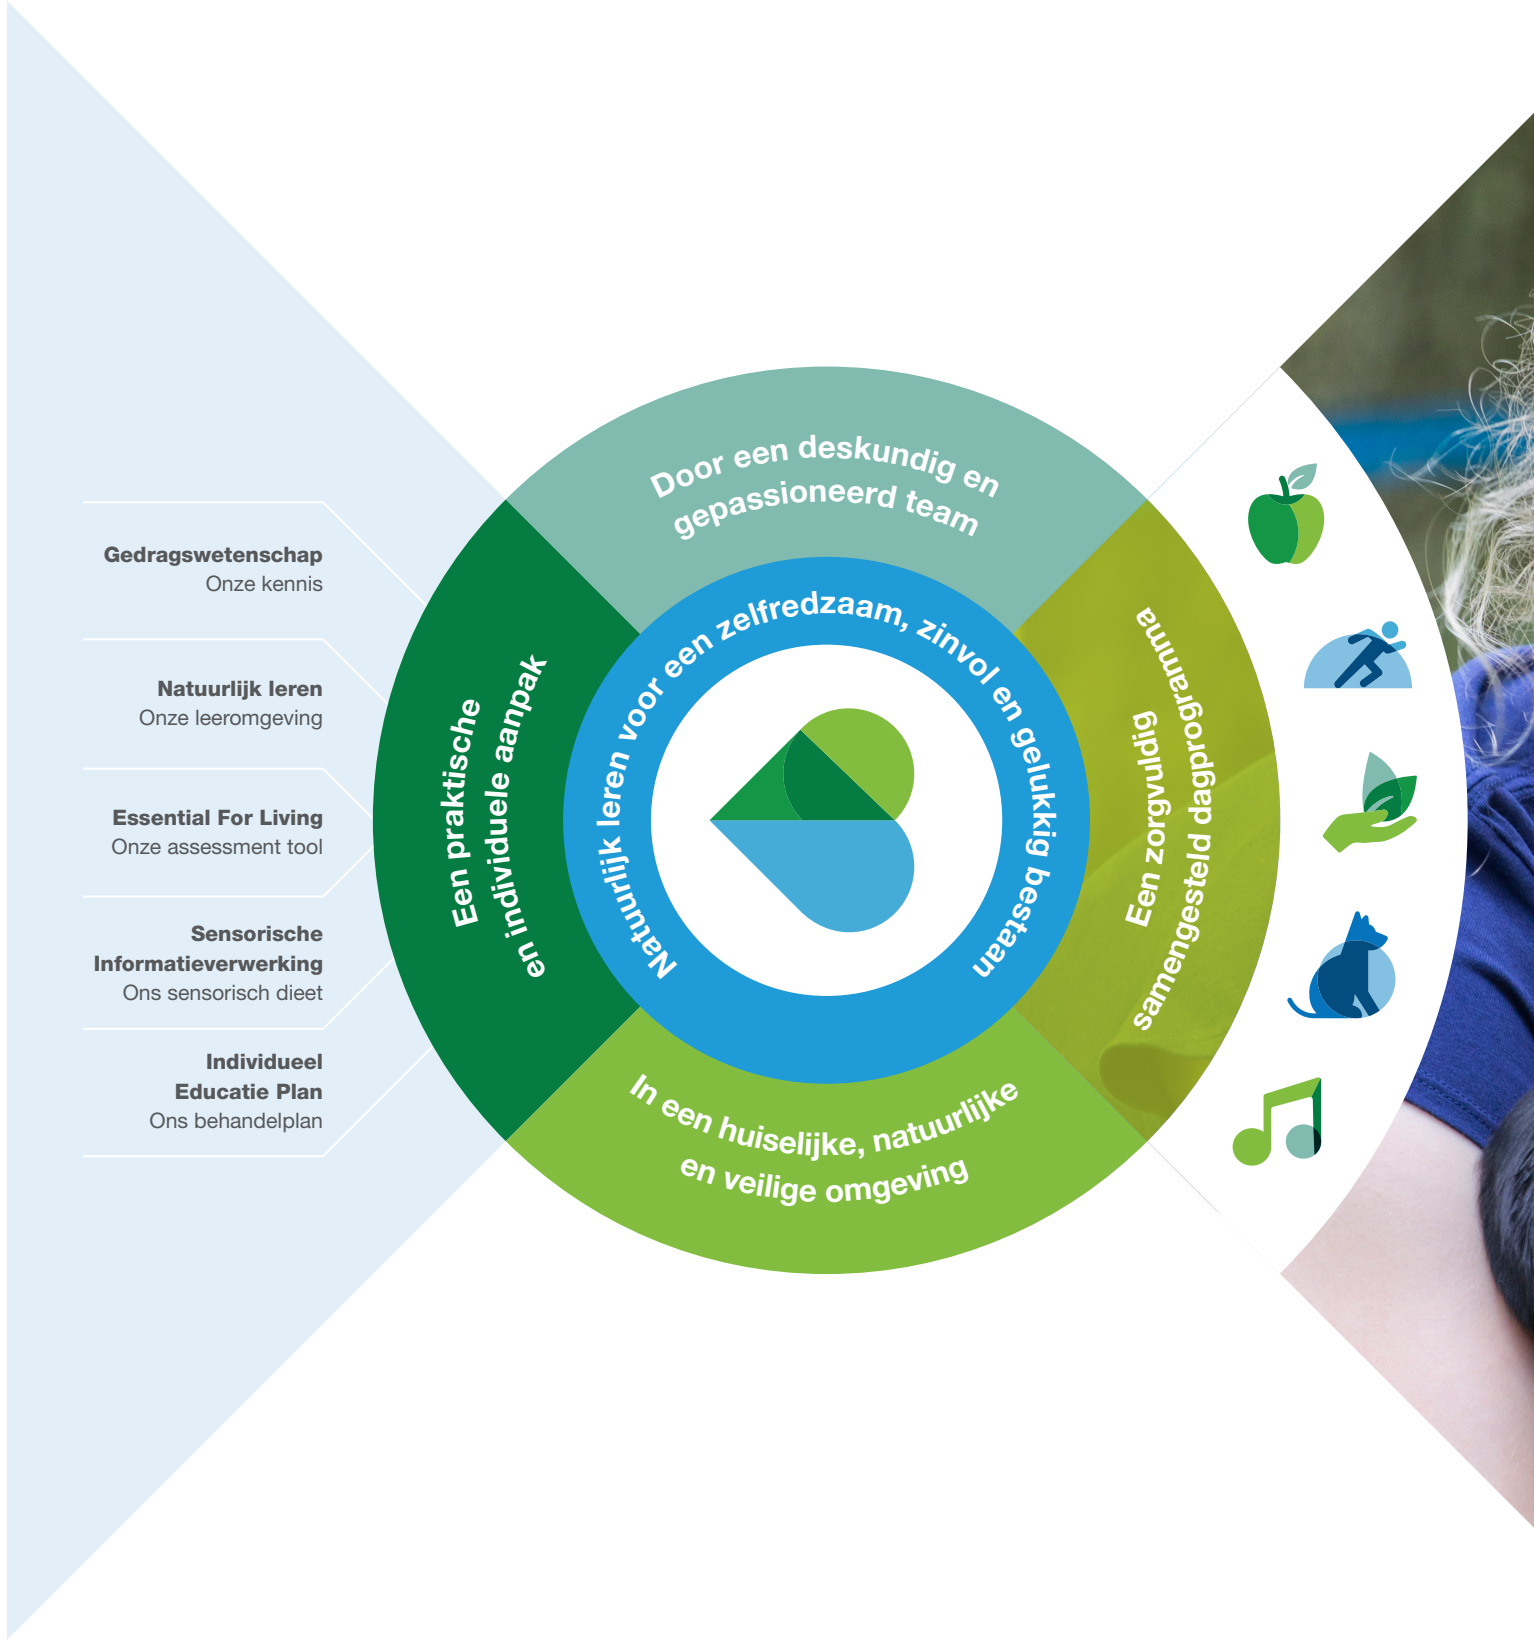 Door een deskundig en
gepassioneerd team
Natuurlijk leren voor een zelfredzaam, zinvol en gelukkig bestaan
Gedragswetenschap
Onze kennis
Natuurlijk leren
Onze leeromgeving
Essential For Living
Onze assessment tool
Sensorische
Informatieverwerking
Ons sensorisch dieet
Individueel
Educatie Plan
Ons behandelplan
Een praktische
en individuele aanpak
Een zorgvuldig
samengesteld dagprogramma
In een huiselijke, natuurlijke
en veilige omgeving